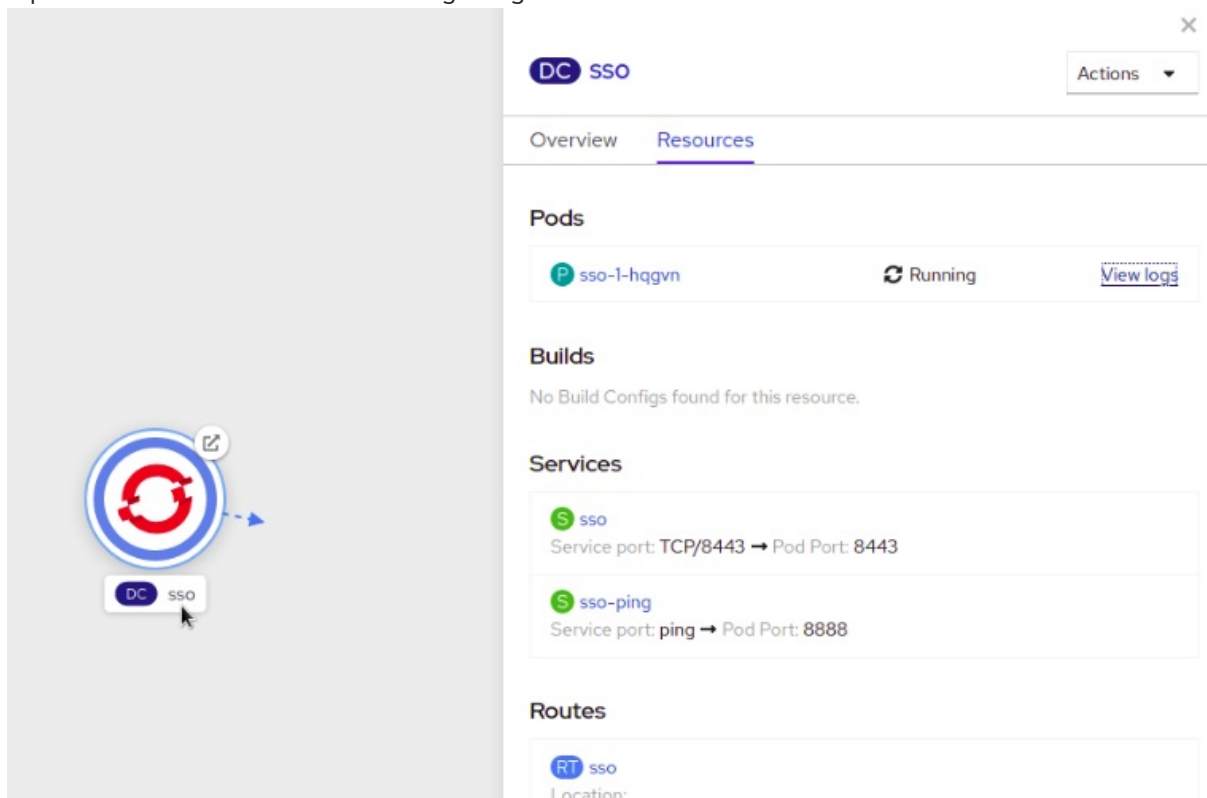 DC sso
Actions
Overview Resources
Pods
P sso-1-hqgvn Running View logs
Builds
No Build Configs found for this resource.
Services
S sso
Service port: TCP/8443 → Pod Port: 8443
S sso-ping
Service port: ping → Pod Port: 8888
Routes
RT sso
Location:
DC sso